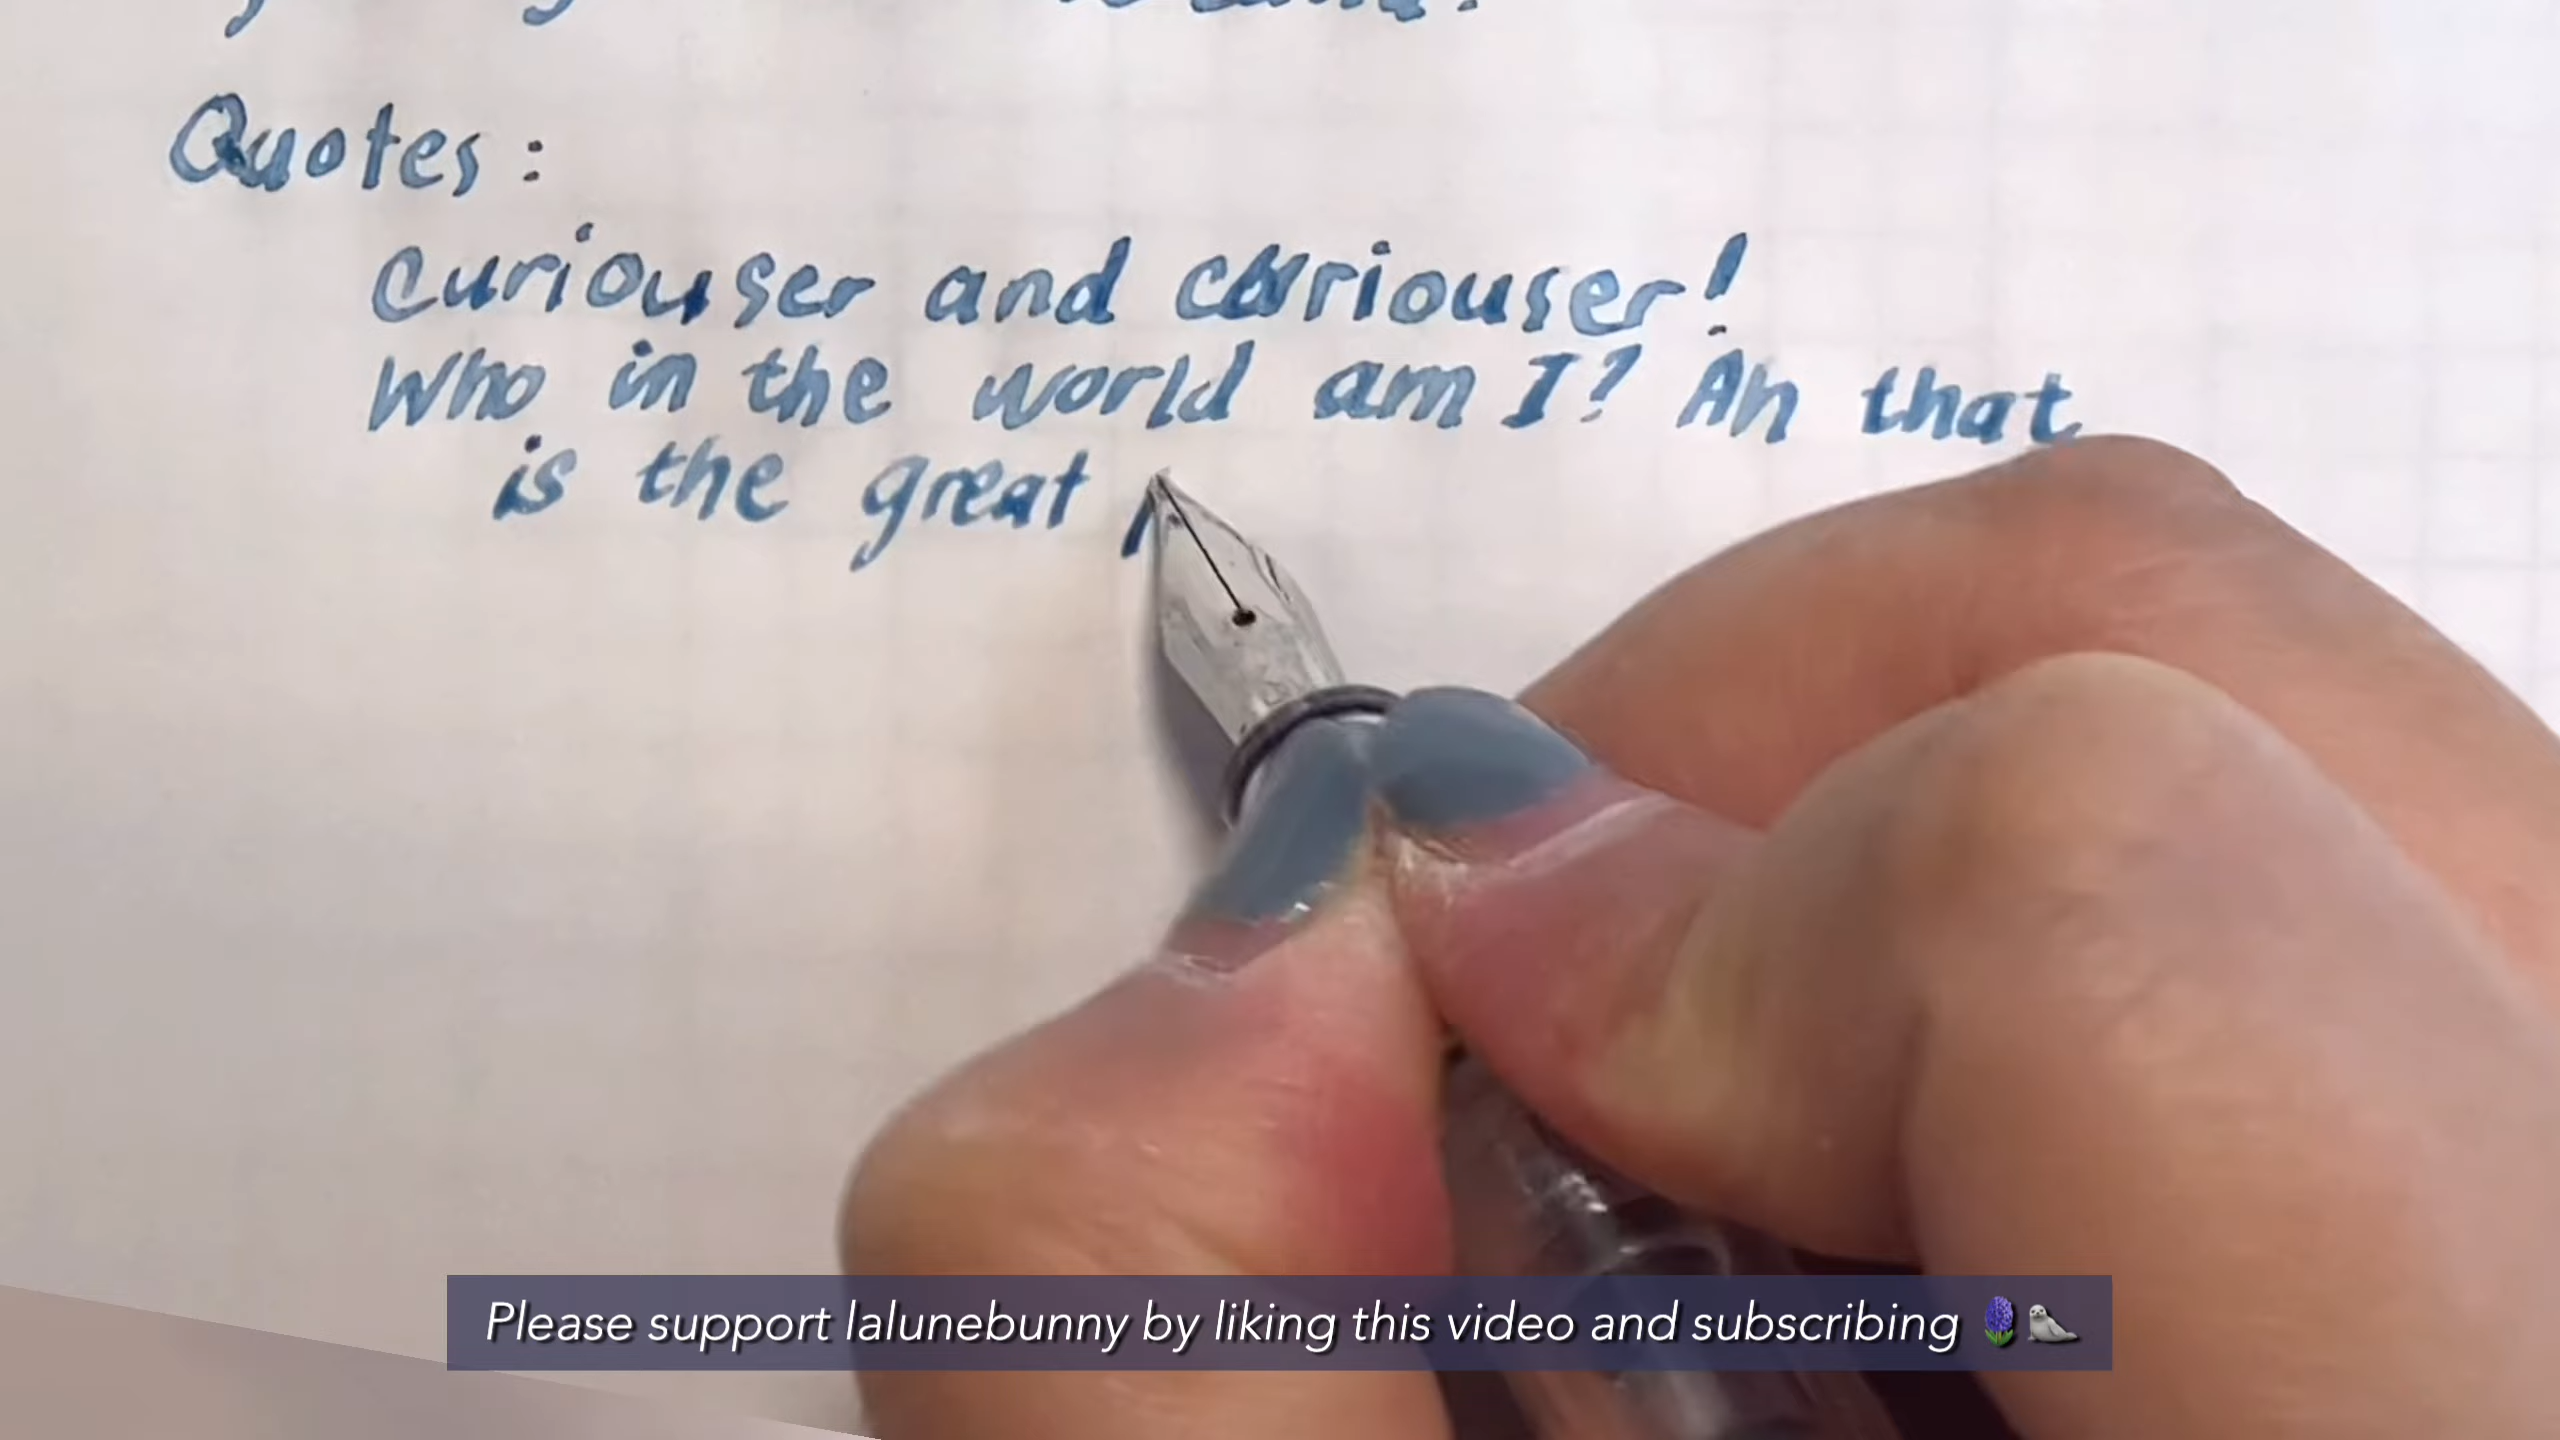 Quotes :
Curiouser and curiouser!
Who in the world am I? Ah that
is the great
Please support lalunebunny by liking this video and subscribing 🪻🦭